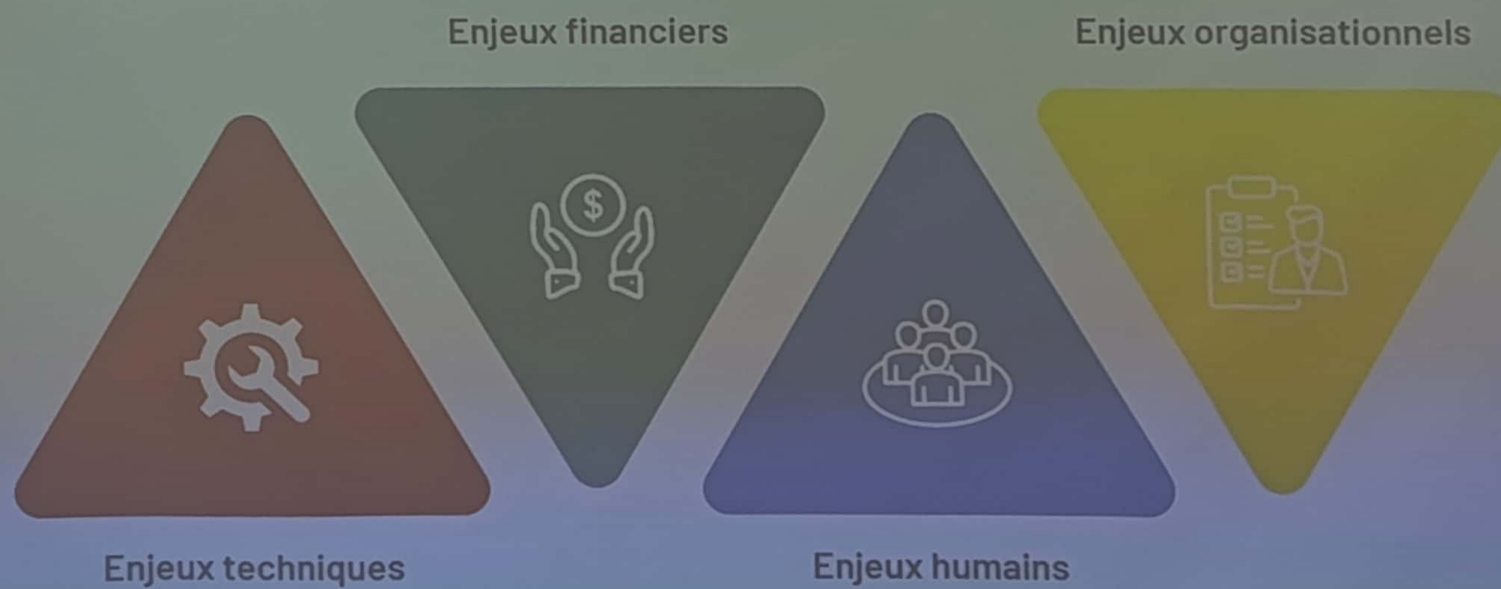 Enjeux financiers
Enjeux organisationnels
$
Enjeux techniques
Enjeux humains